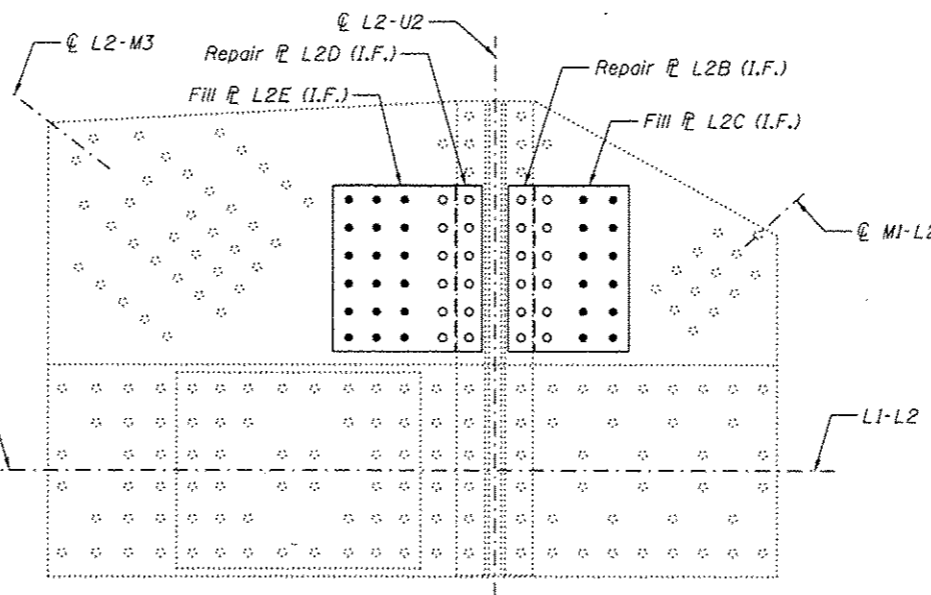 ℄ L2-U2
℄ L2-M3
Repair ⅊ L2D (I.F.)
Repair ⅊ L2B (I.F.)
Fill ⅊ L2E (I.F.)
Fill ⅊ L2C (I.F.)
℄ M1-L2
L1-L2